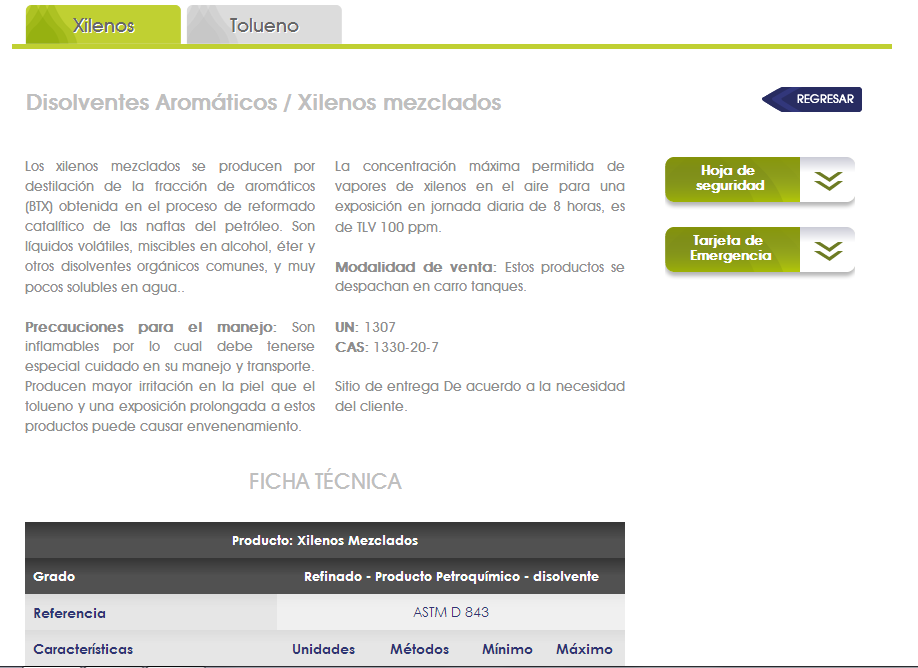 Xilenos
Tolueno
Disolventes Aromáticos / Xilenos mezclados
REGRESAR
Los xilenos mezclados se producen por
destilación de la fracción de aromáticos
(BTX) obtenida en el proceso de reformado
catalítico de las naftas del petróleo. Son
líquidos volátiles, miscibles en alcohol, éter y
otros disolventes orgánicos comunes, y muy
pocos solubles en agua..
Precauciones para el manejo: Son
inflamables por lo cual debe tenerse
especial cuidado en su manejo y transporte.
Producen mayor irritación en la piel que el
tolueno y una exposición prolongada a estos
productos puede causar envenenamiento.
La concentración máxima permitida de
vapores de xilenos en el aire para una
exposición en jornada diaria de 8 horas, es
de TLV 100 ppm.
Modalidad de venta: Estos productos se
despachan en carro tanques.
UN: 1307
CAS: 1330-20-7
Sitio de entrega De acuerdo a la necesidad
del cliente.
Hoja de
seguridad
Tarjeta de
Emergencia
FICHA TÉCNICA
Producto: Xilenos Mezclados
Grado Refinado - Producto Petroquímico - disolvente
Referencia ASTM D 843
Características Unidades Métodos Mínimo Máximo